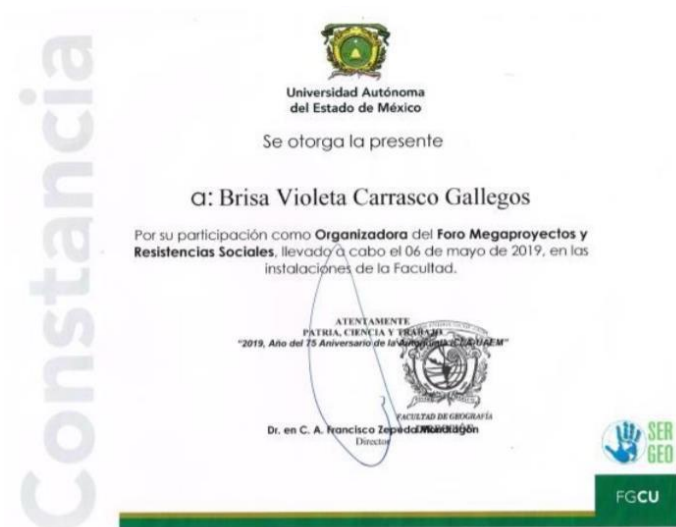 Constancia
Universidad Autónoma
del Estado de México
Se otorga la presente
a: Brisa Violeta Carrasco Gallegos
Por su participación como Organizadora del Foro Megaproyectos y
Resistencias Sociales, llevado a cabo el 06 de mayo de 2019, en las
instalaciones de la Facultad.
ATENTAMENTE
PATRIA, CIENCIA Y TRABAJO
"2019, Año del 75 Aniversario de la Autonomía ICLA-UAEM"
FACULTAD DE GEOGRAFÍA
Dr. en C. A. Francisco Zepeda Mondragón
Director
SER
GEO
FGCU